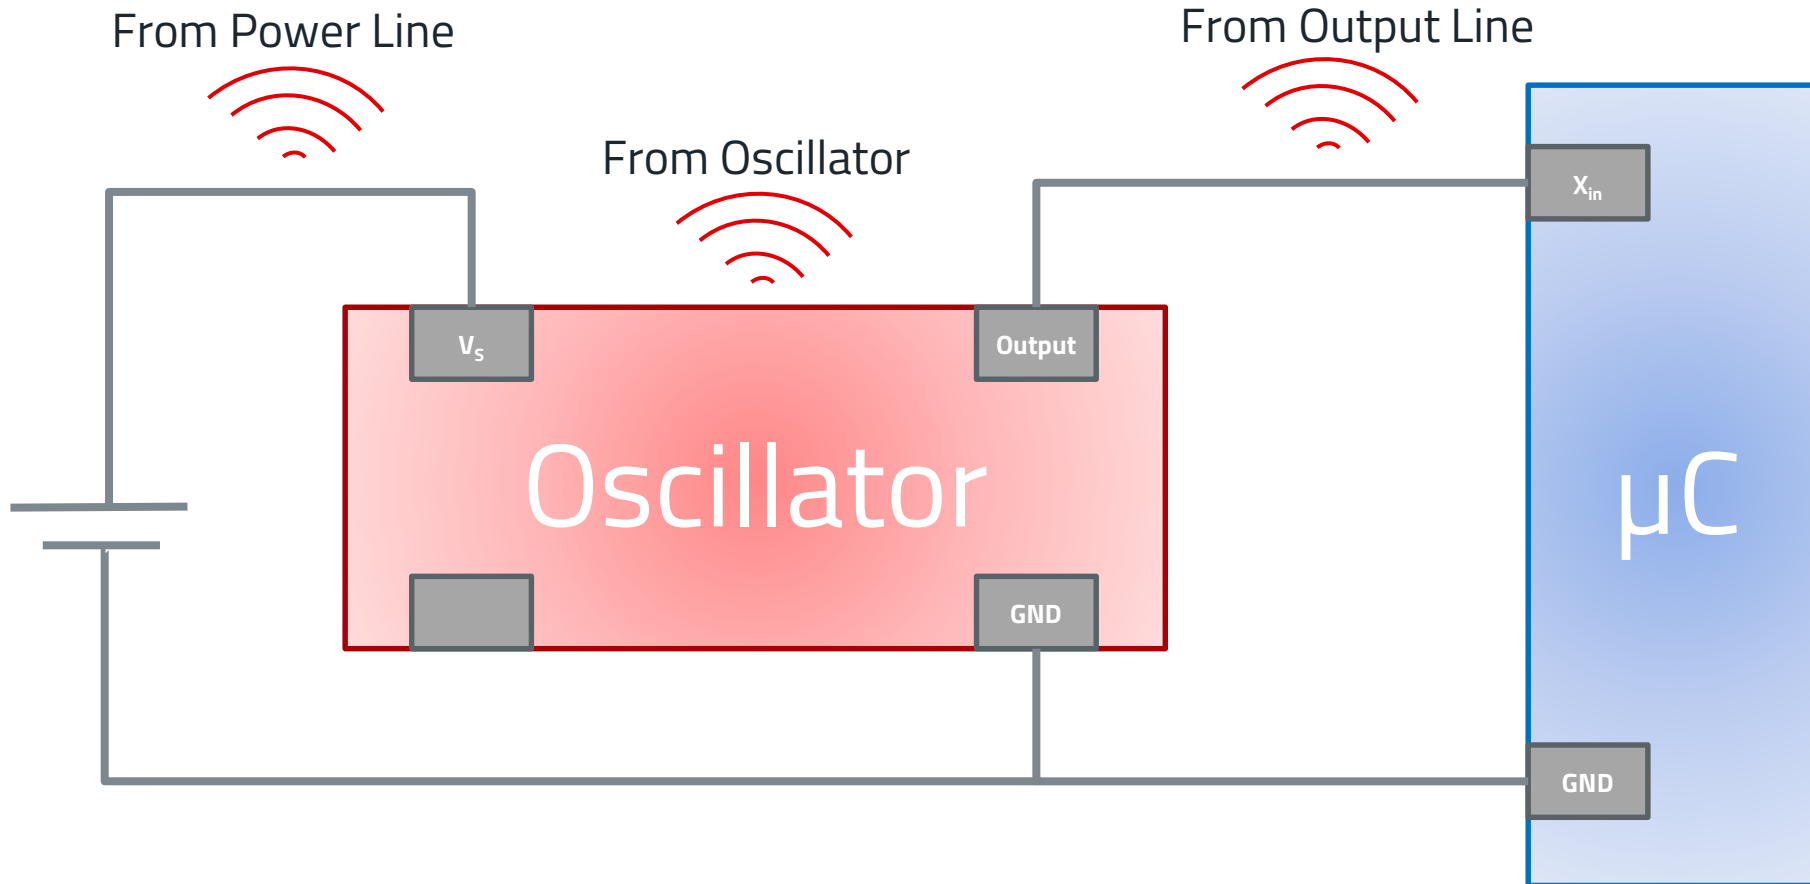 From Power Line
From Output Line
From Oscillator
Xin
VS
Output
Oscillator
µC
GND
GND